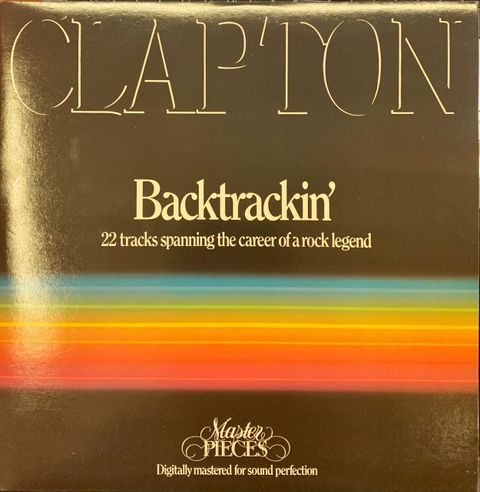 CLAPTON
Backtrackin'
22 tracks spanning the career of a rock legend
Master
PIECES
Digitally mastered for sound perfection